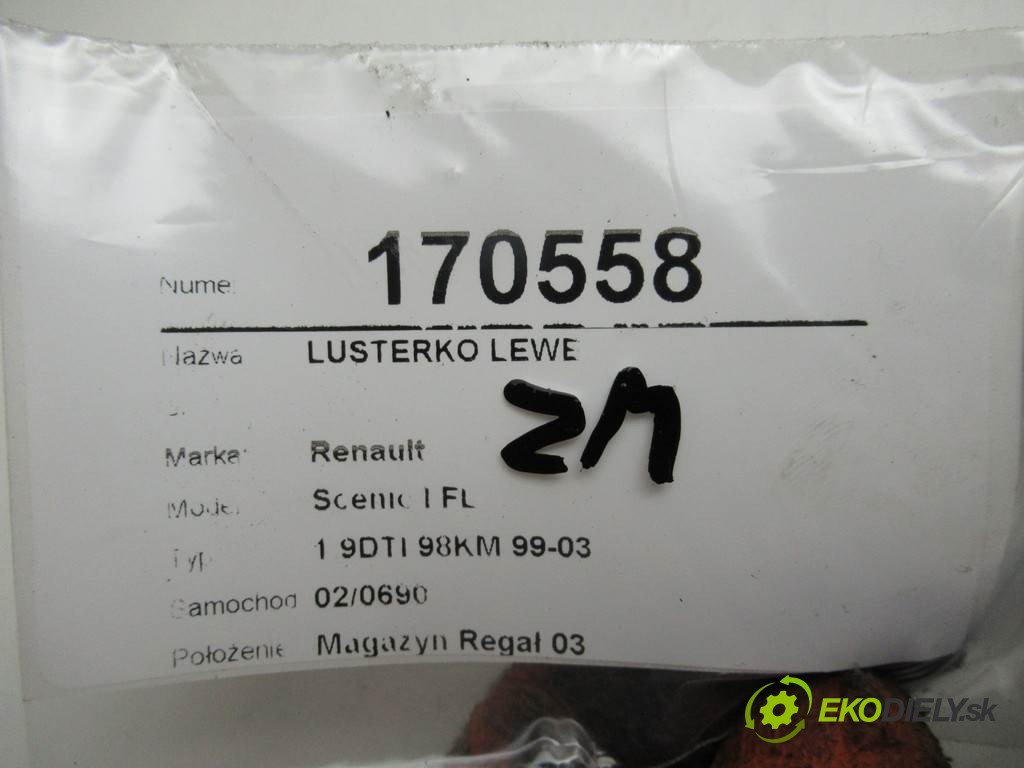 Nume. 170558
Nazwa LUSTERKO LEWE
ZM
Marka: Renault
Model Scenic I FL
Typ 1 9DTI 98KM 99-03
Samochod 02/0690
Położenie Magazyn Regał 03
EKODIELY.sk